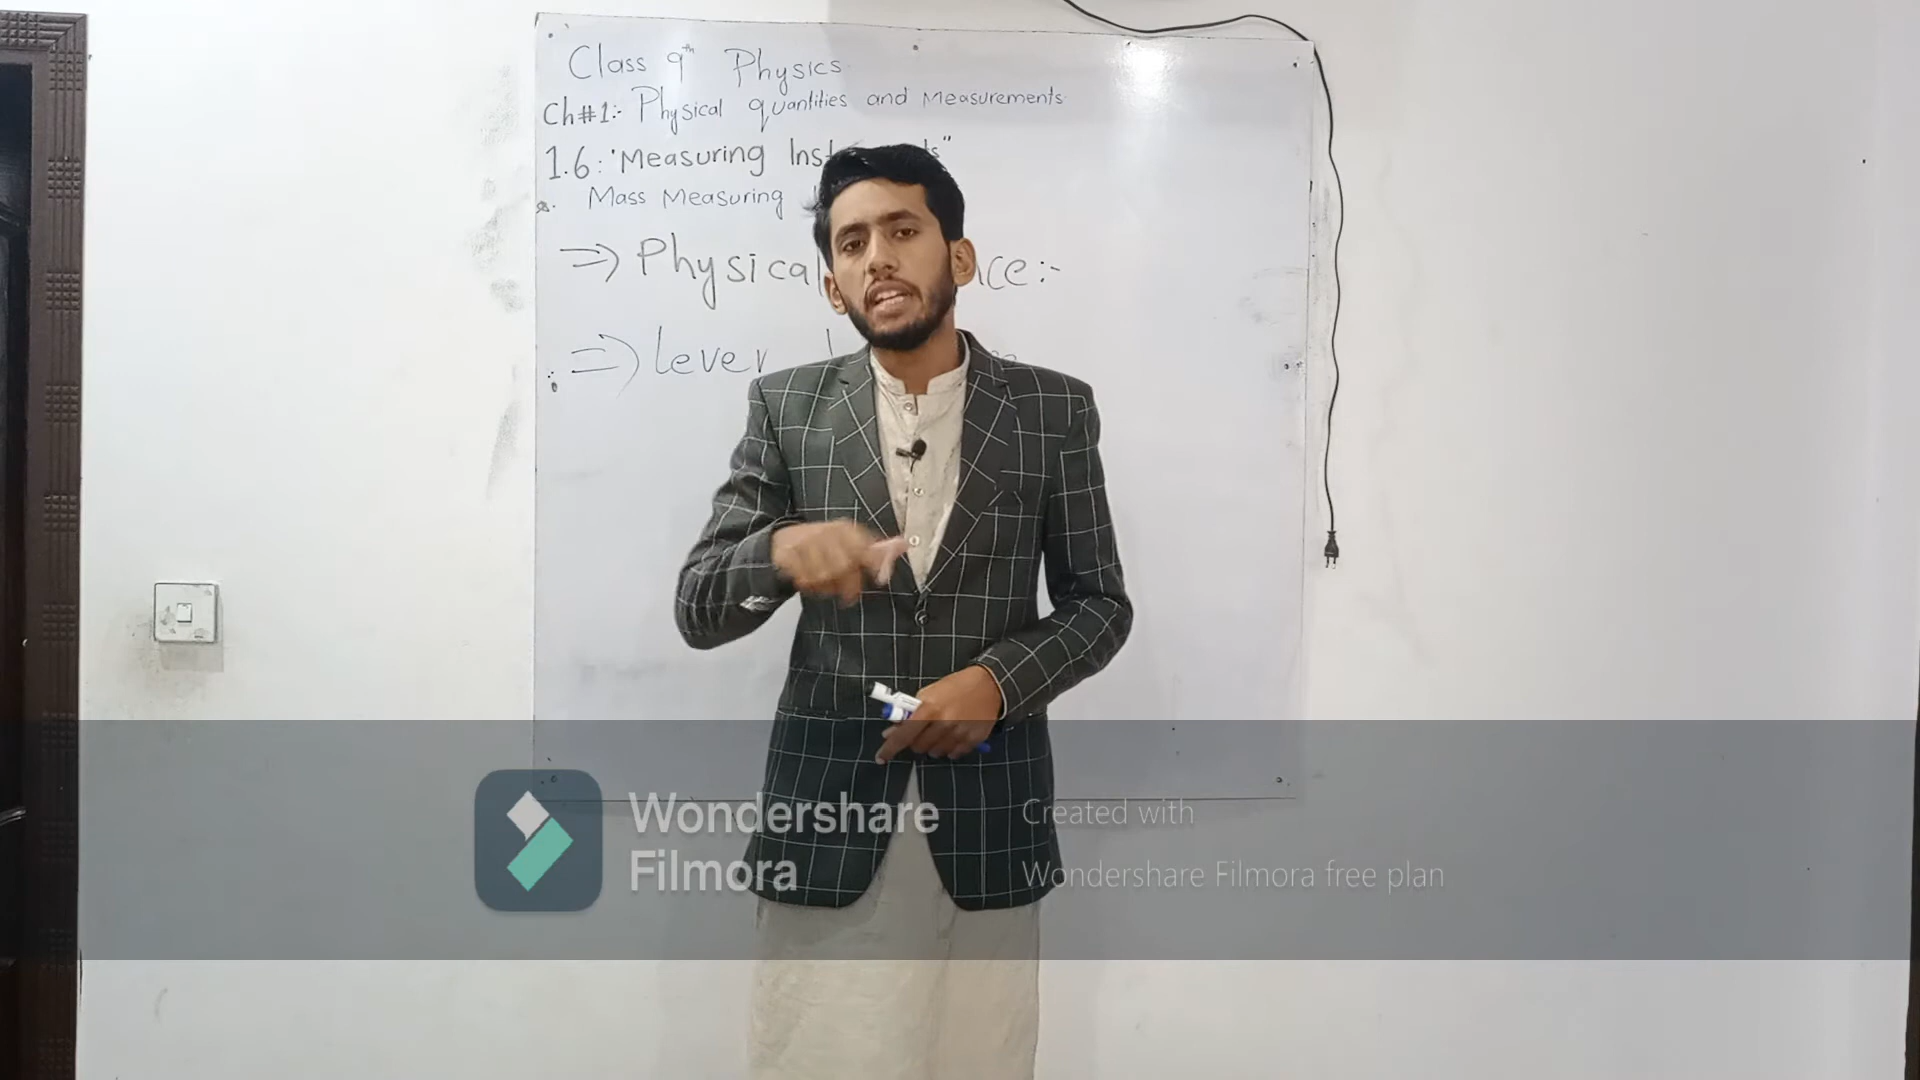 Class 9th Physics
Ch#1:- Physical quantities and Measurements
1.6: "Measuring
Mass Measuring
⇒ Physical
⇒ lever
Wondershare
Filmora
Created with
Wondershare Filmora free plan